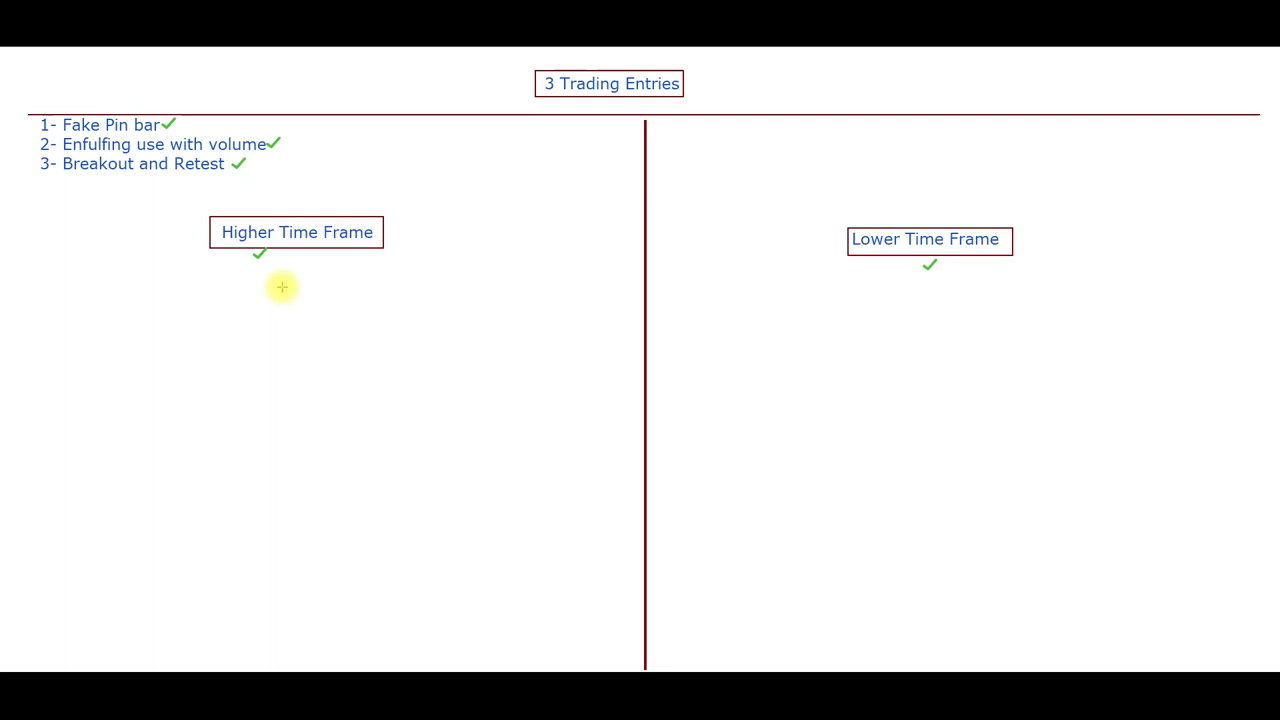 3 Trading Entries
1- Fake Pin bar
2- Enfulfing use with volume
3- Breakout and Retest
Higher Time Frame
Lower Time Frame